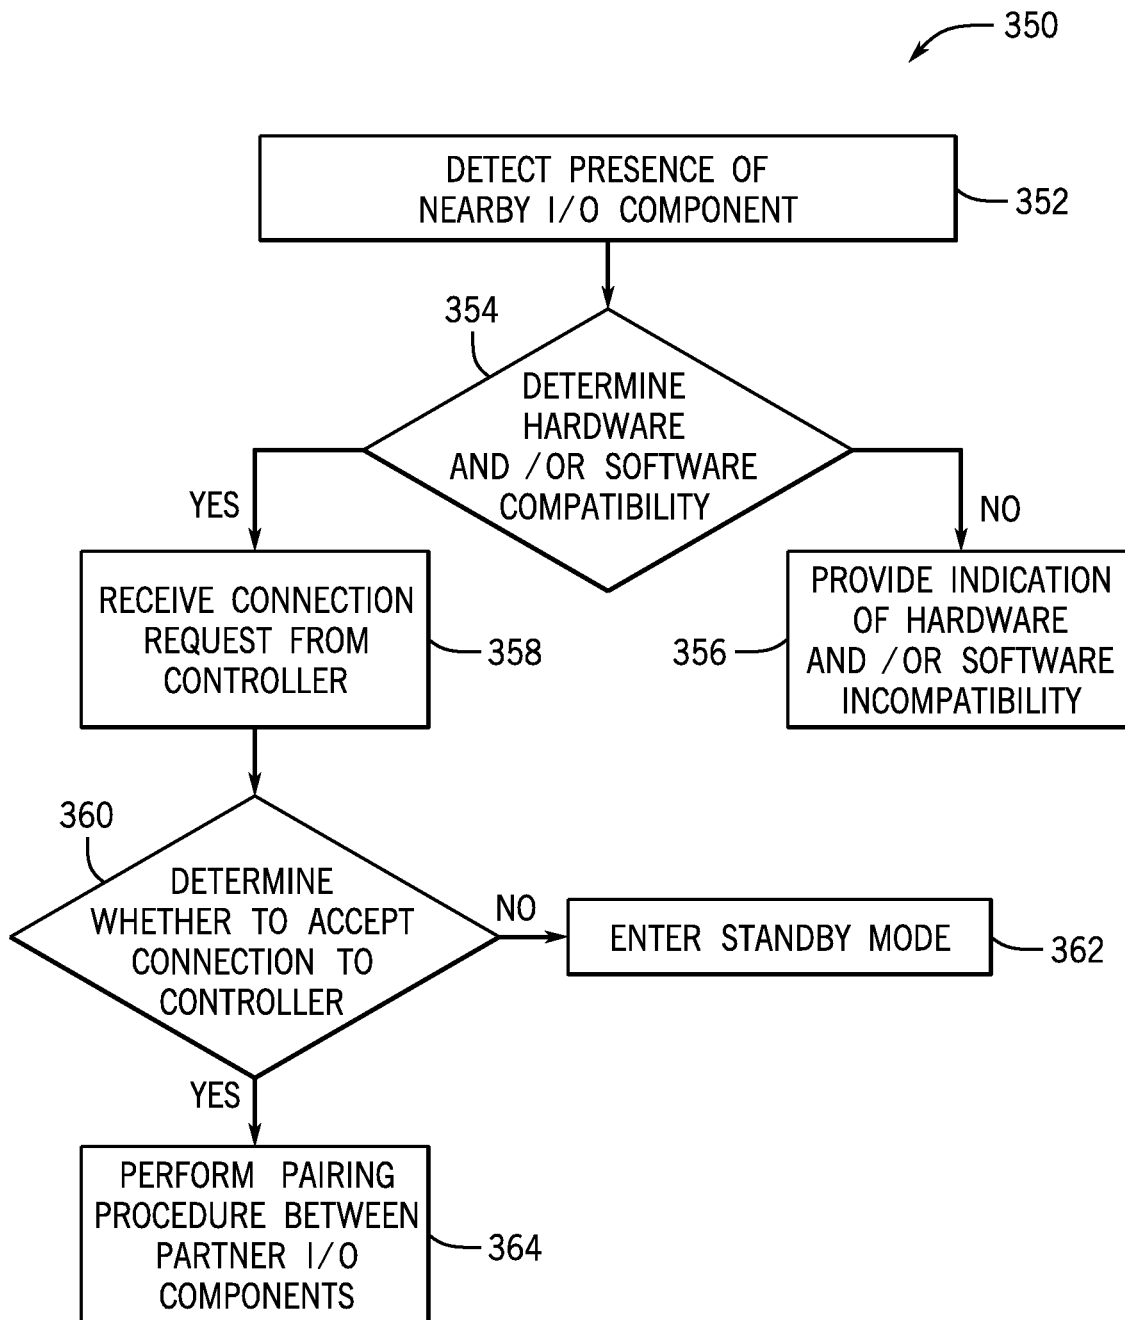 350
DETECT PRESENCE OF
NEARBY I/O COMPONENT
352
354
DETERMINE
HARDWARE
AND /OR SOFTWARE
COMPATIBILITY
YES
NO
RECEIVE CONNECTION
REQUEST FROM
CONTROLLER
358
PROVIDE INDICATION
OF HARDWARE
AND /OR SOFTWARE
INCOMPATIBILITY
356
360
DETERMINE
WHETHER TO ACCEPT
CONNECTION TO
CONTROLLER
NO
ENTER STANDBY MODE
362
YES
PERFORM PAIRING
PROCEDURE BETWEEN
PARTNER I/O
COMPONENTS
364